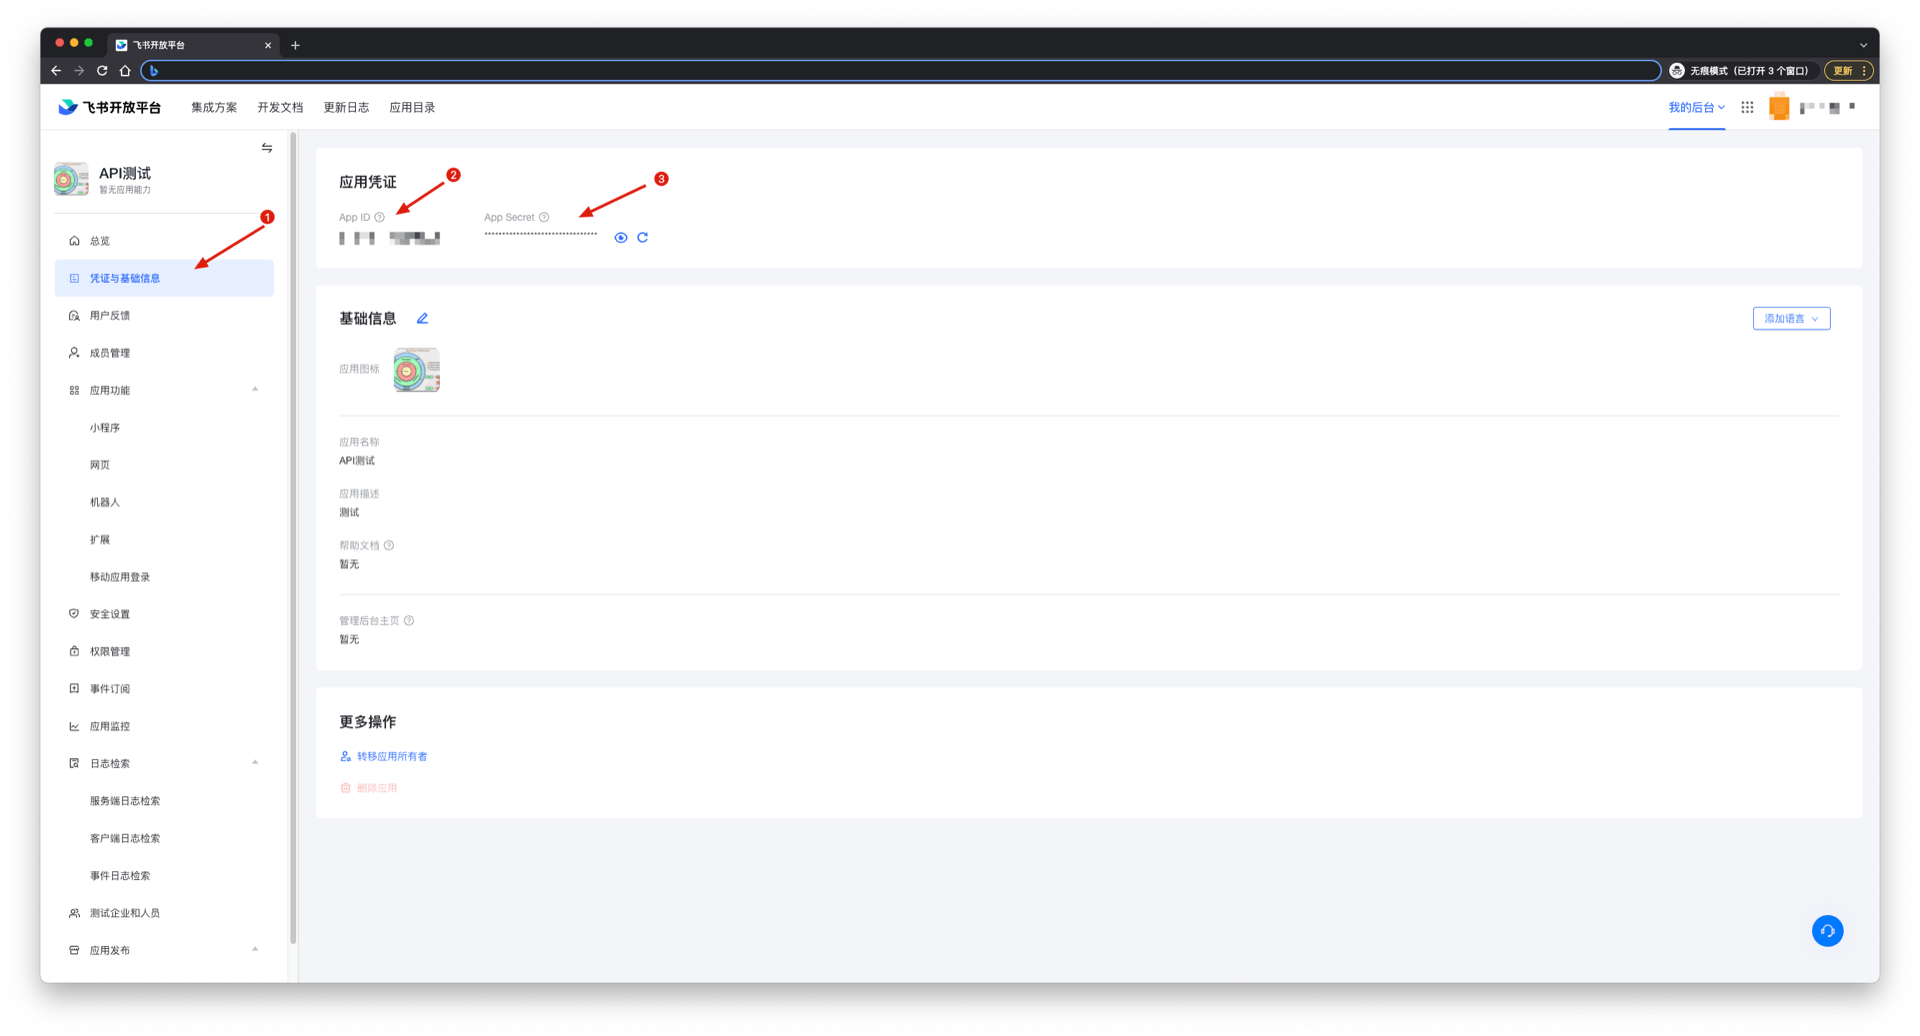 飞书开放平台
无痕模式（已打开 3 个窗口）
更新
飞书开放平台
集成方案
开发文档
更新日志
应用目录
我的后台
API测试
暂无应用能力
1
总览
凭证与基础信息
用户反馈
成员管理
应用功能
小程序
网页
机器人
扩展
移动应用登录
安全设置
权限管理
事件订阅
应用监控
日志检索
服务端日志检索
客户端日志检索
事件日志检索
测试企业和人员
应用发布
应用凭证
2
3
App ID
App Secret
********************************
基础信息
添加语言
应用图标
应用名称
API测试
应用描述
测试
帮助文档
暂无
管理后台主页
暂无
更多操作
转移应用所有者
删除应用